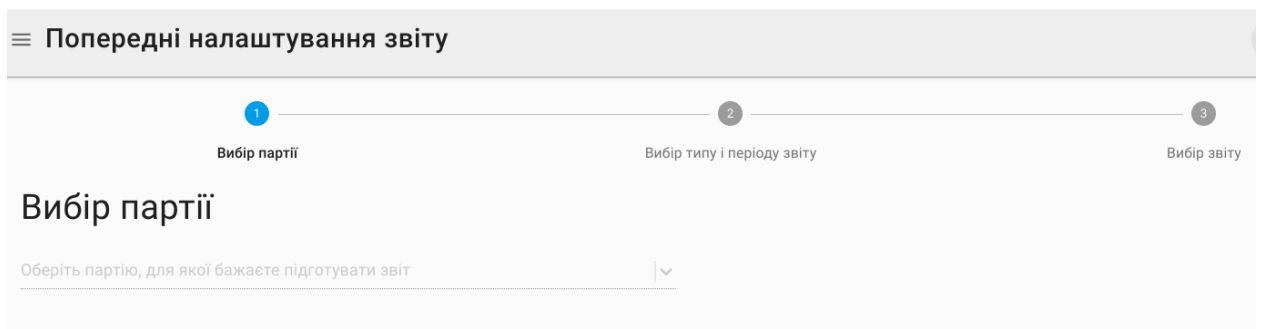 Попередні налаштування звіту
1
2
3
Вибір партії
Вибір типу і періоду звіту
Вибір звіту
Вибір партії
Оберіть партію, для якої бажаєте підготувати звіт